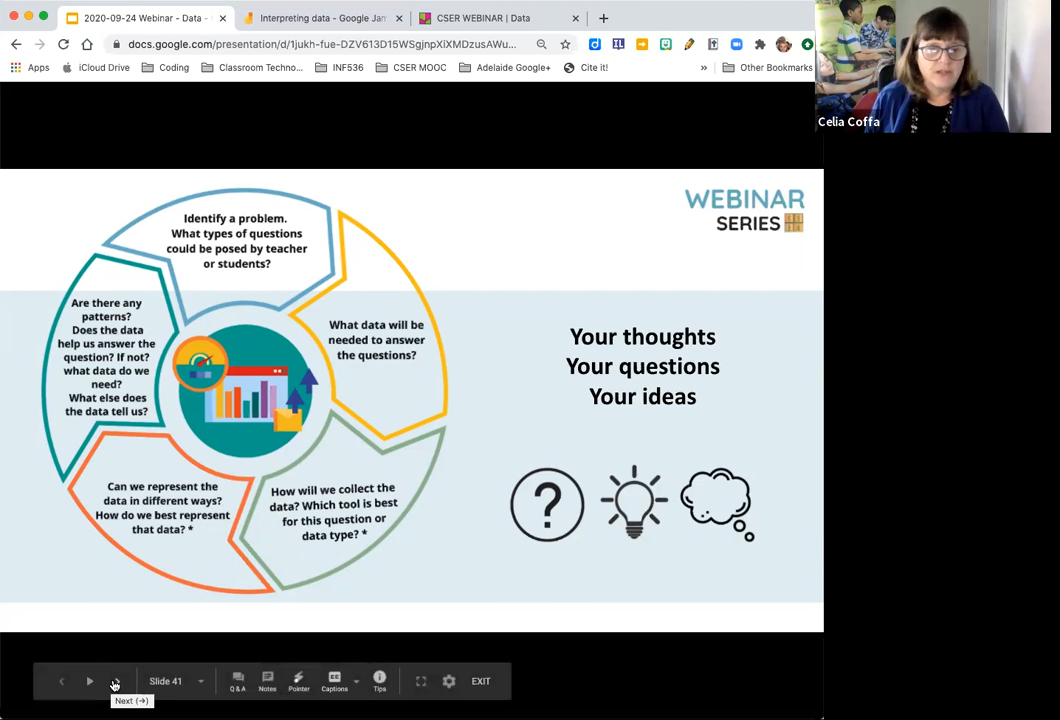 2020-09-24 Webinar - Data -
Interpreting data - Google Jam
CSER WEBINAR | Data
docs.google.com/presentation/d/1jukh-fue-DZV613D15WSgjnpXiXMDzusAWu...
Apps
iCloud Drive
Coding
Classroom Techno...
INF536
CSER MOOC
Adelaide Google+
Cite it!
»
Other Bookmarks
Celia Coffa
WEBINAR
SERIES
Identify a problem.
What types of questions
could be posed by teacher
or students?
What data will be
needed to answer
the questions?
How will we collect the
data? Which tool is best
for this question or
data type? *
Can we represent the
data in different ways?
How do we best represent
that data? *
Are there any
patterns?
Does the data
help us answer the
question? If not?
what data do we
need?
What else does
the data tell us?
Your thoughts
Your questions
Your ideas
?
Slide 41
Q & A
Notes
Pointer
Captions
Tips
EXIT
Next (→)